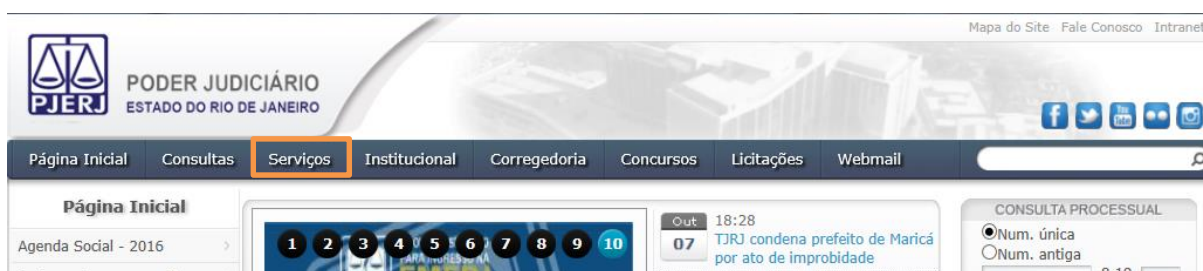 Mapa do Site Fale Conosco Intranet
PJERJ
PODER JUDICIÁRIO
ESTADO DO RIO DE JANEIRO
Página Inicial Consultas Serviços Institucional Corregedoria Concursos Licitações Webmail
Página Inicial
Agenda Social - 2016
1 2 3 4 5 6 7 8 9 10
PARA INGRESSO NA
Out 18:28
07 TJRJ condena prefeito de Maricá
por ato de improbidade
CONSULTA PROCESSUAL
Num. única
Num. antiga